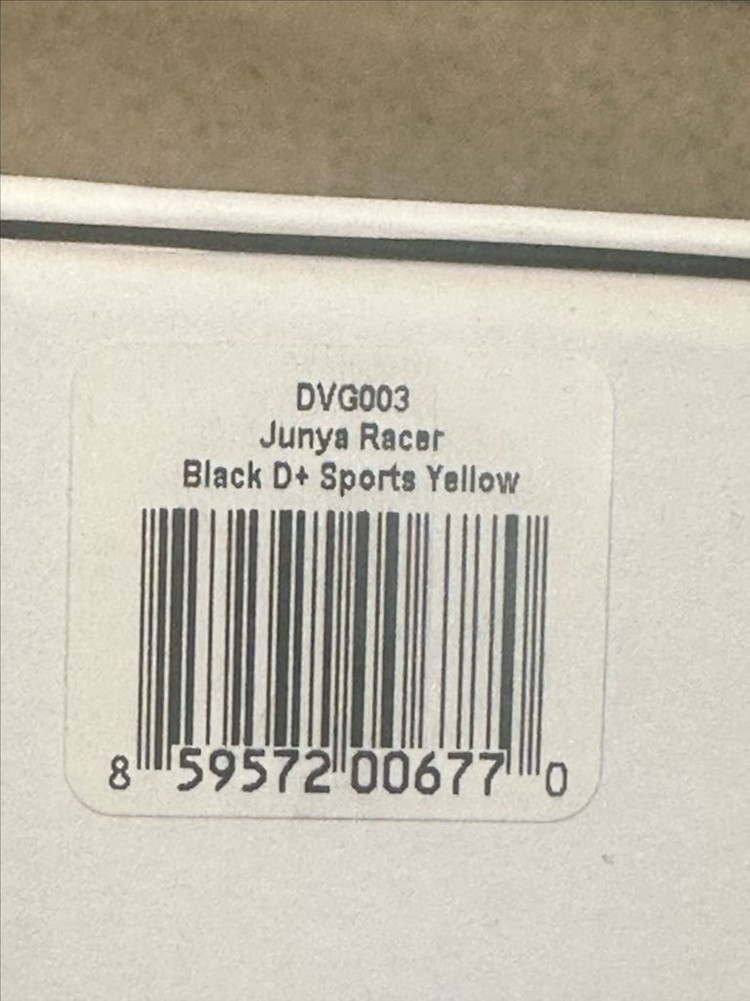 DVG003
Junya Racer
Black D+ Sports Yellow
8 59572 00677 0